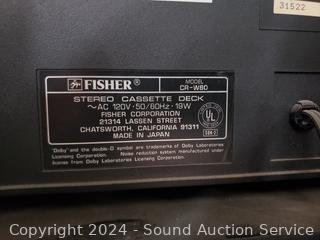 31522
FISHER
MODEL
CR-W80
STEREO CASSETTE DECK
~AC 120V · 50/60Hz · 19W
FISHER CORPORATION
21314 LASSEN STREET
CHATSWORTH, CALIFORNIA 91311
MADE IN JAPAN
UL
"Dolby" and the double-D symbol are trademarks of Dolby Laboratories
Licensing Corporation. Noise reduction system manufactured under
license from Dolby Laboratories Licensing Corporation.
Copyright 2024 - Sound Auction Service